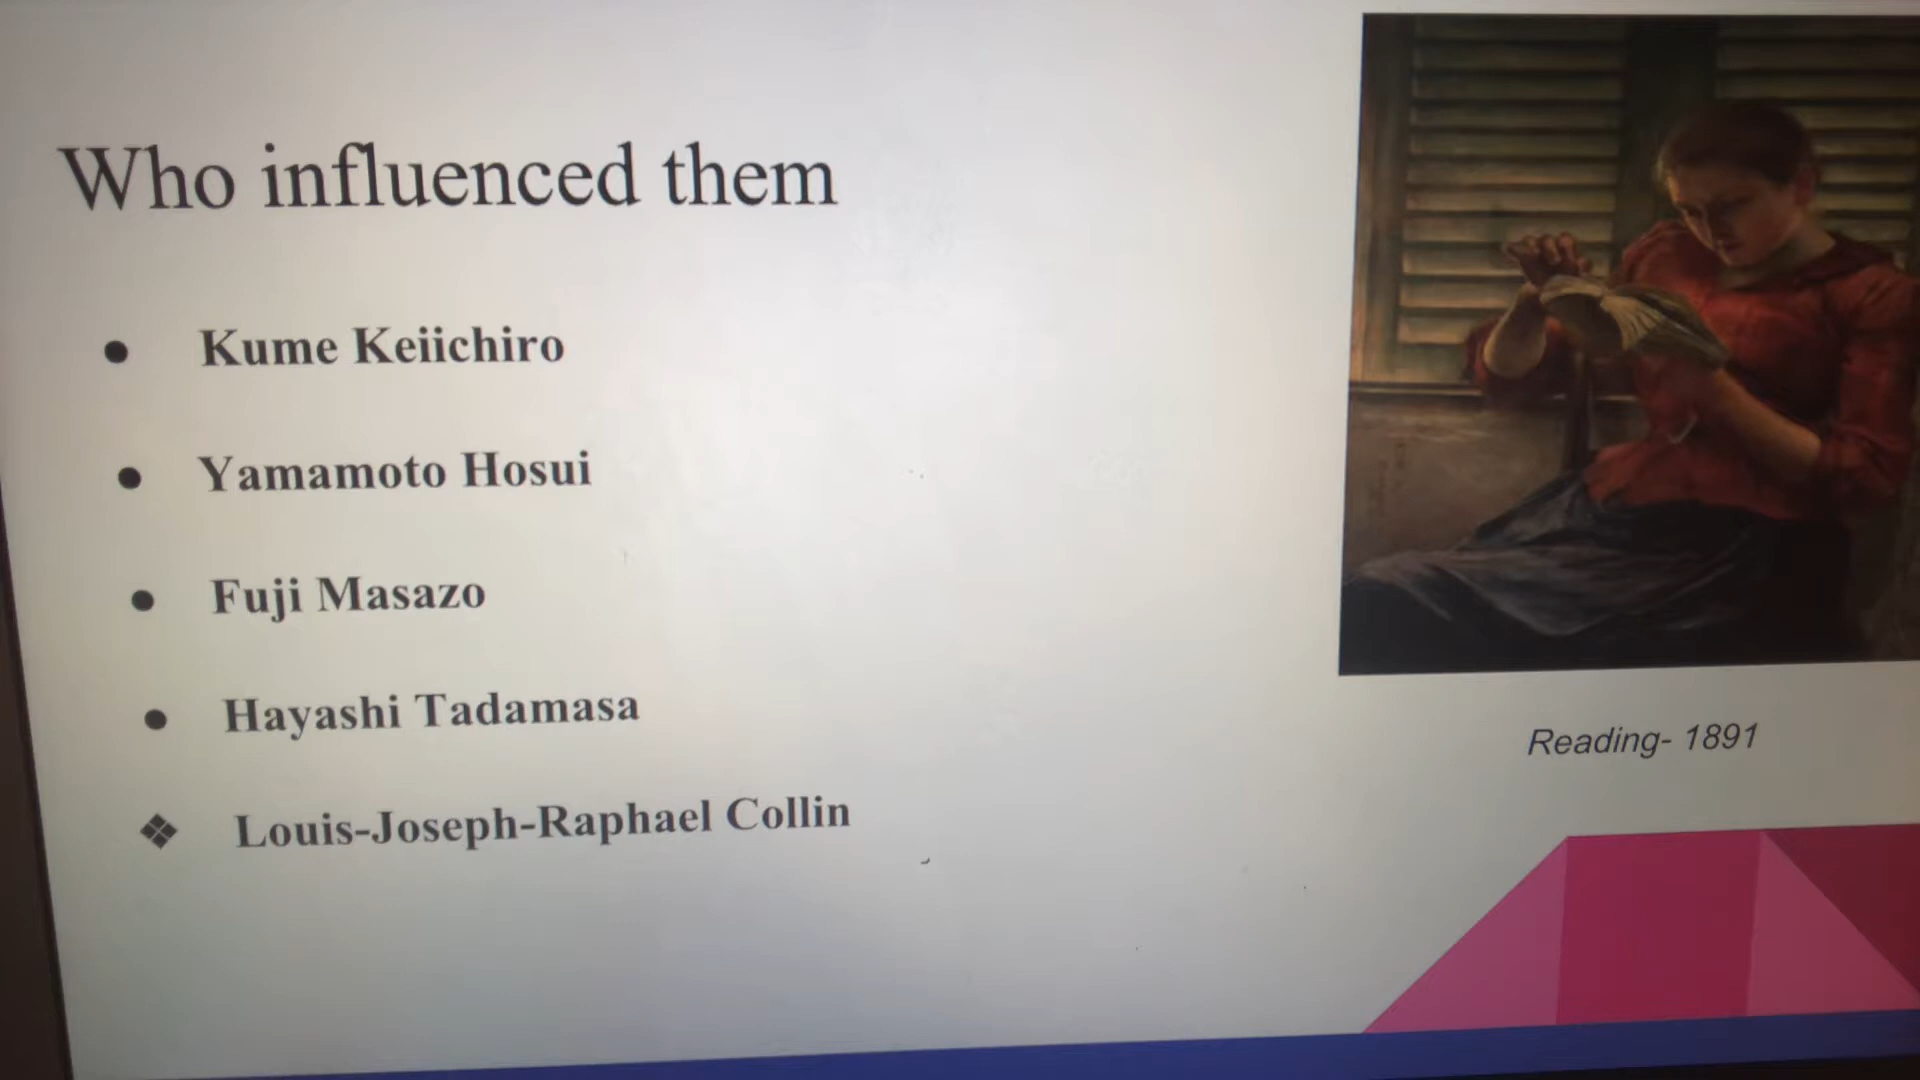 Who influenced them
● Kume Keiichiro
● Yamamoto Hosui
● Fuji Masazo
● Hayashi Tadamasa
❖ Louis-Joseph-Raphael Collin
Reading- 1891